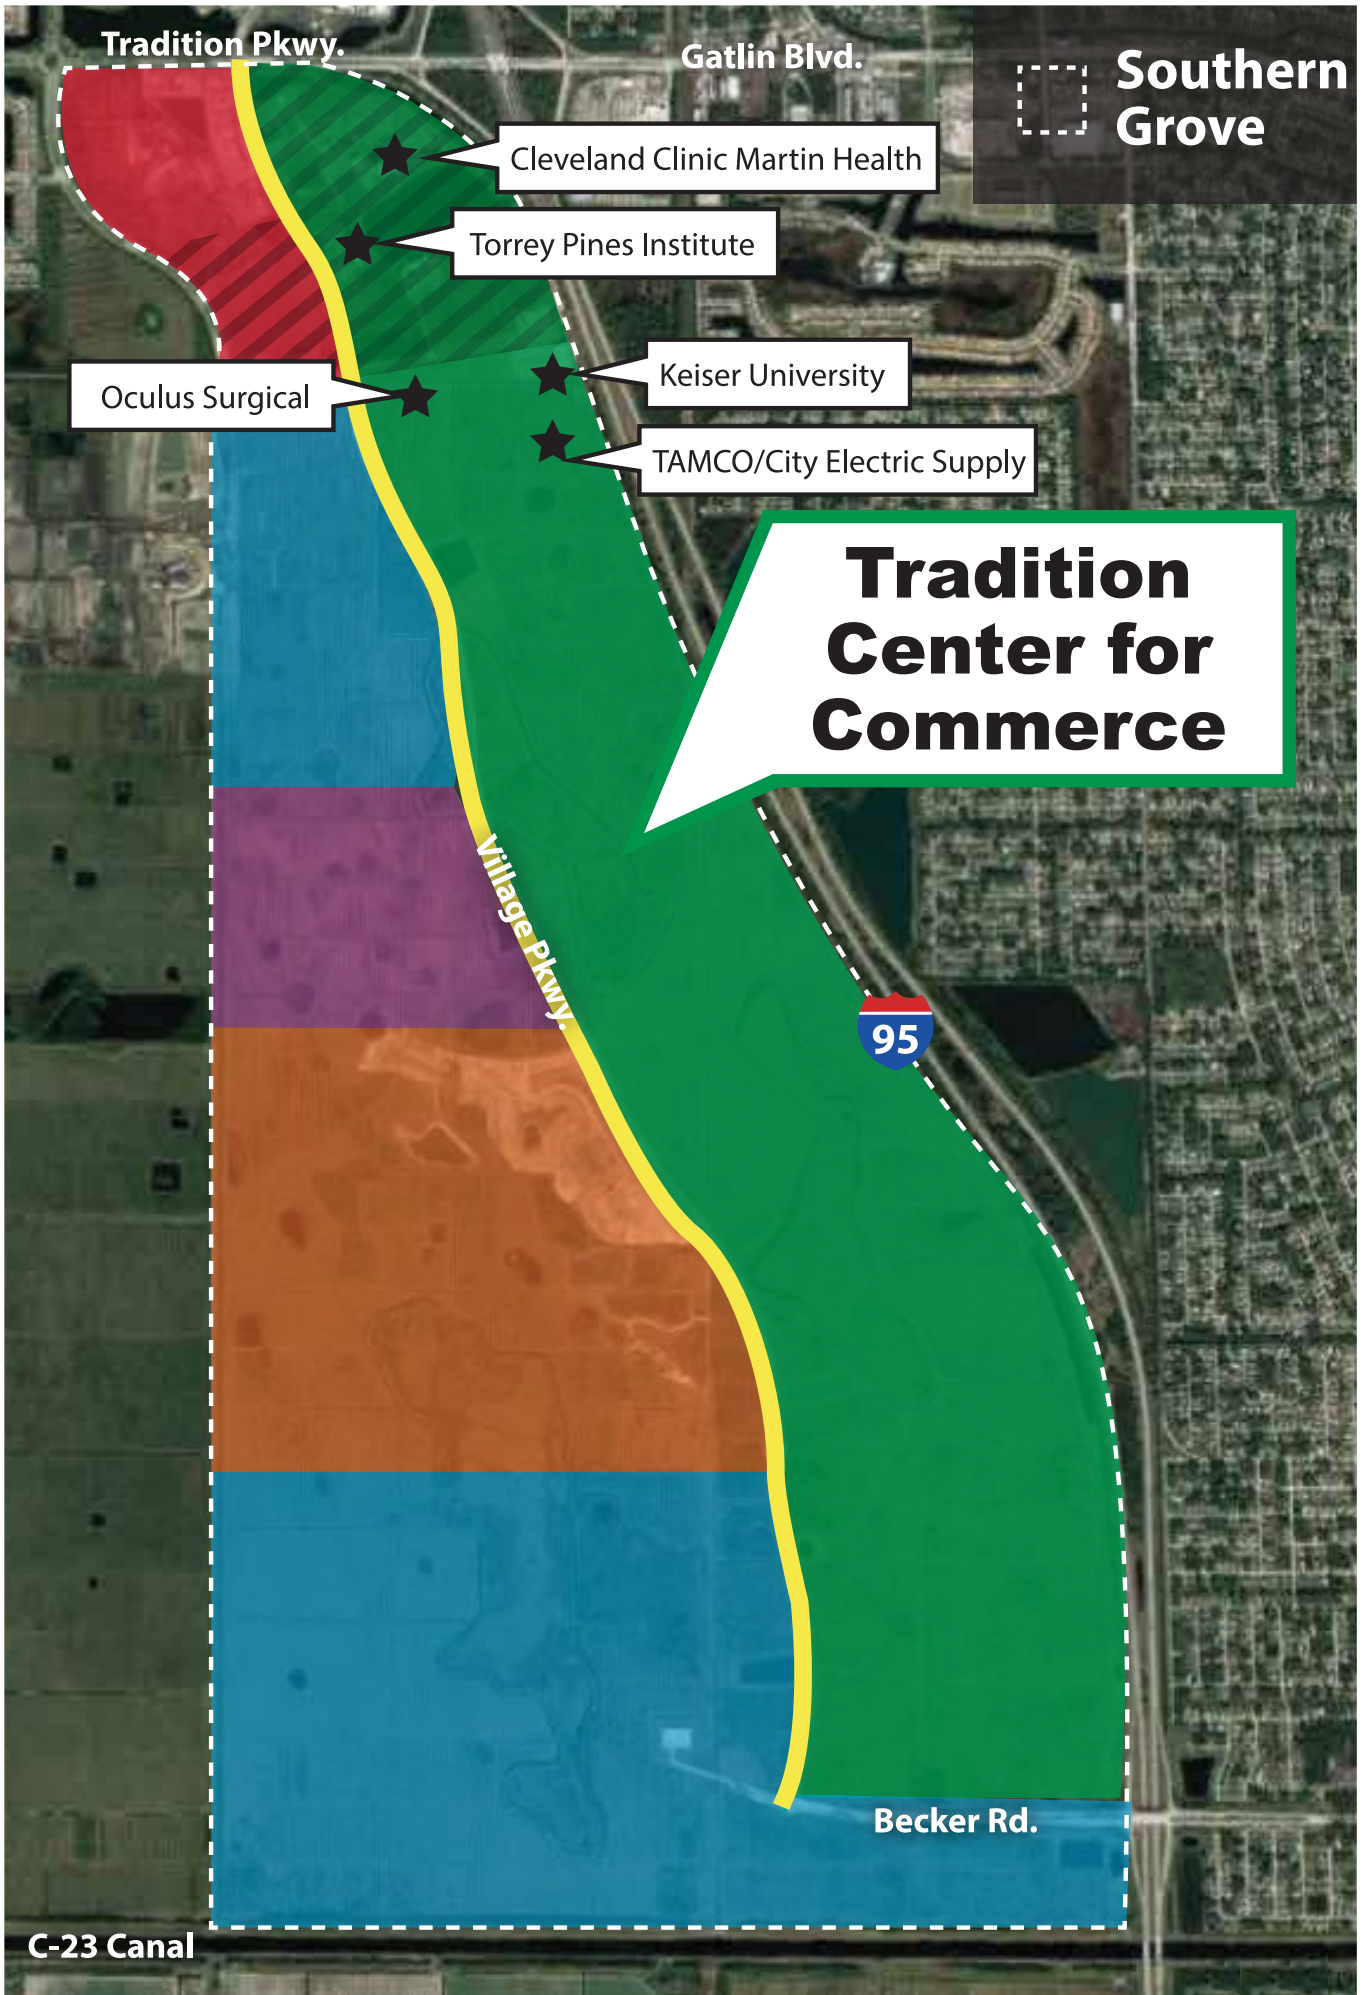 Tradition Pkwy.
Gatlin Blvd.
Southern
Grove
Cleveland Clinic Martin Health
Torrey Pines Institute
Keiser University
Oculus Surgical
TAMCO/City Electric Supply
Tradition
Center for
Commerce
Village Pkwy.
95
Becker Rd.
C-23 Canal